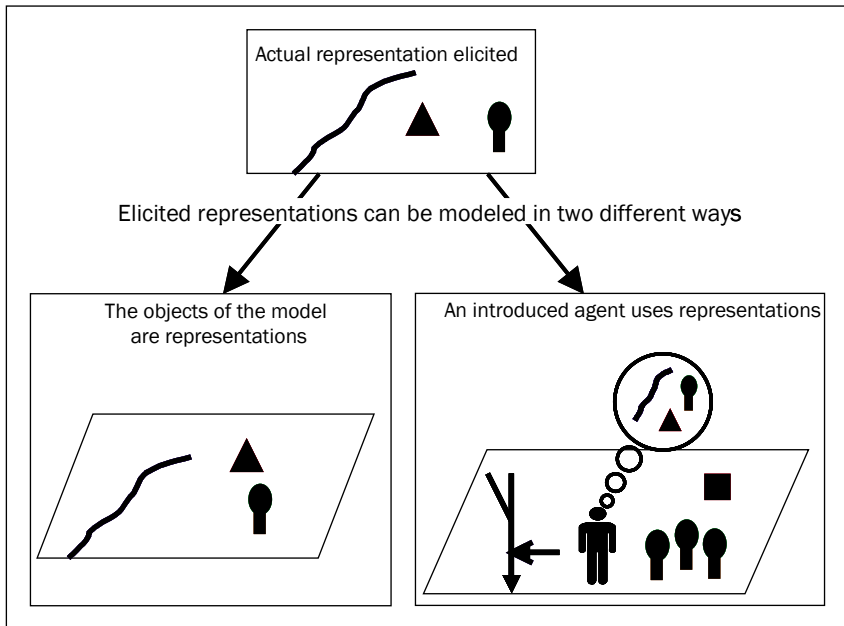 Actual representation elicited
Elicited representations can be modeled in two different ways
The objects of the model
are representations
An introduced agent uses representations